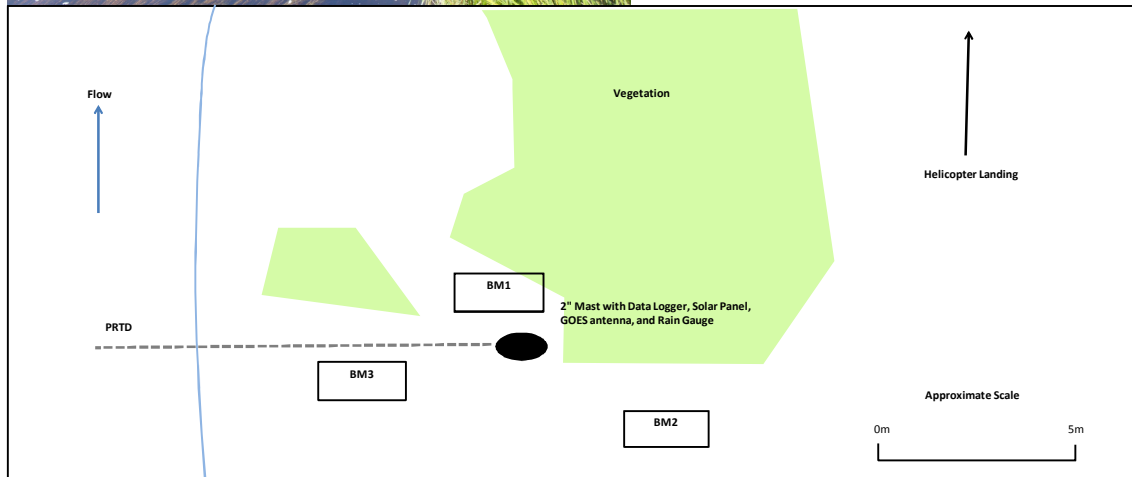 Flow
Vegetation
Helicopter Landing
BM1
2" Mast with Data Logger, Solar Panel,
GOES antenna, and Rain Gauge
PRTD
BM3
BM2
Approximate Scale
0m 5m